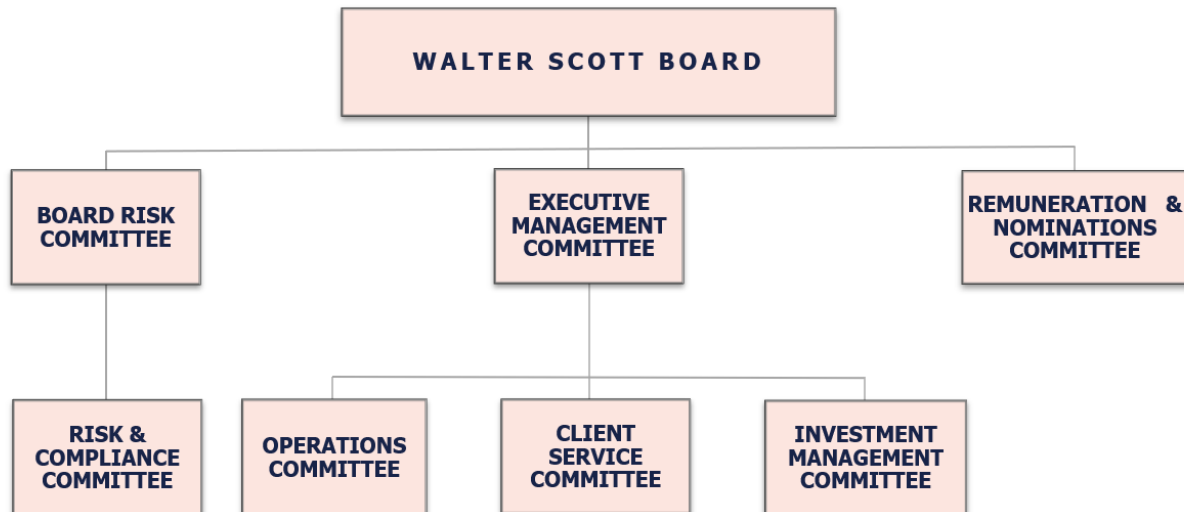 WALTER SCOTT BOARD
BOARD RISK
COMMITTEE
EXECUTIVE
MANAGEMENT
COMMITTEE
REMUNERATION &
NOMINATIONS
COMMITTEE
RISK &
COMPLIANCE
COMMITTEE
OPERATIONS
COMMITTEE
CLIENT
SERVICE
COMMITTEE
INVESTMENT
MANAGEMENT
COMMITTEE